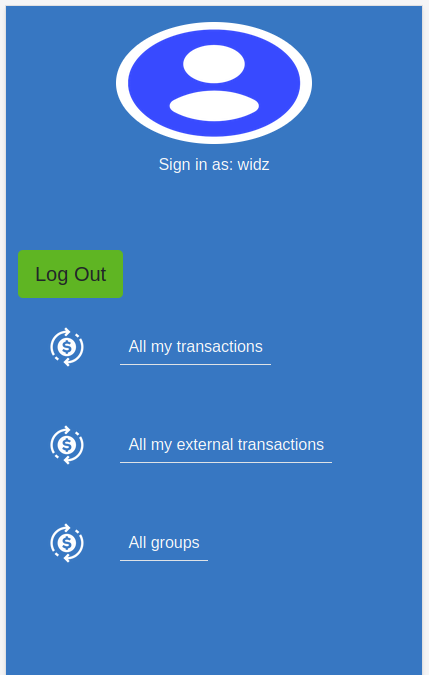 Sign in as: widz
Log Out
All my transactions
All my external transactions
All groups